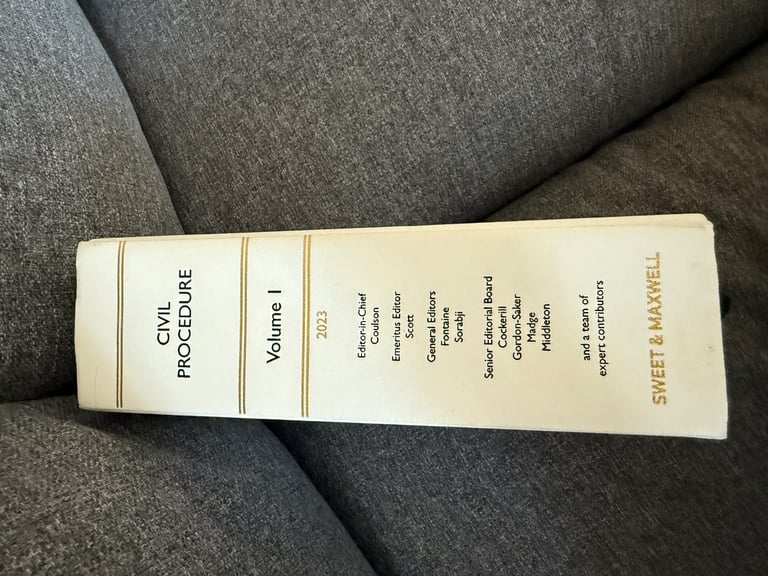 CIVIL
PROCEDURE
Volume 1
2023
Editor-in-Chief
Coulson
Emeritus Editor
Scott
General Editors
Fontaine
Sorabji
Senior Editorial Board
Cockerill
Gordon-Saker
Madge
Middleton
and a team of
expert contributors
SWEET & MAXWELL